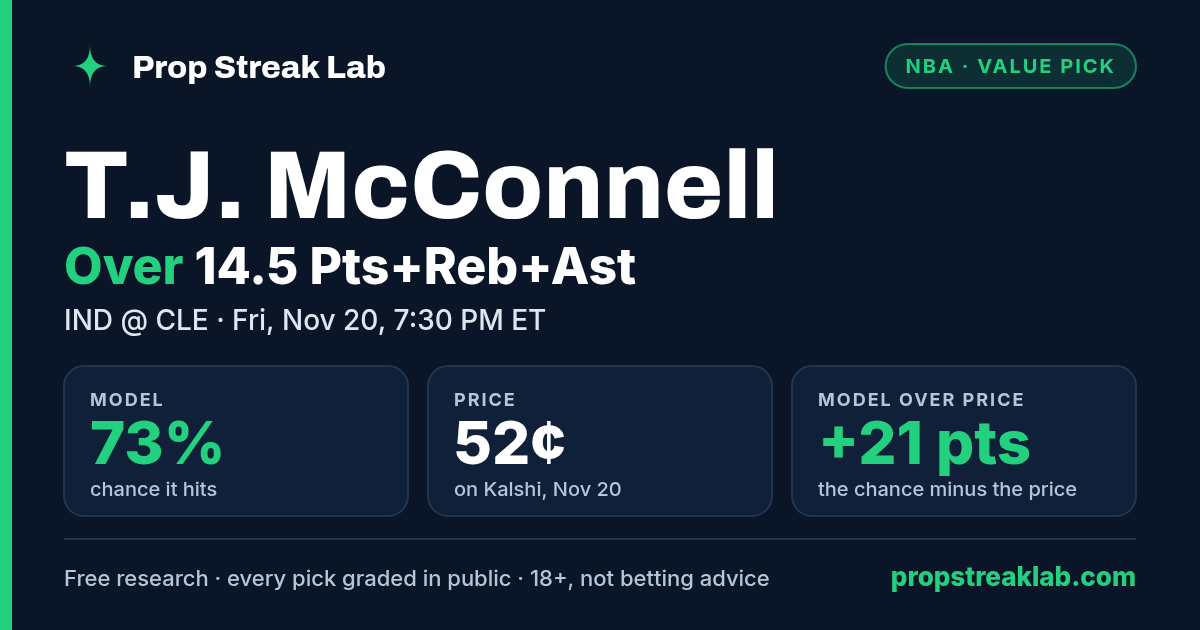 Prop Streak Lab
NBA · VALUE PICK
T.J. McConnell
Over 14.5 Pts+Reb+Ast
IND @ CLE · Fri, Nov 20, 7:30 PM ET
MODEL
73%
chance it hits
PRICE
52¢
on Kalshi, Nov 20
MODEL OVER PRICE
+21 pts
the chance minus the price
Free research · every pick graded in public · 18+, not betting advice
propstreaklab.com